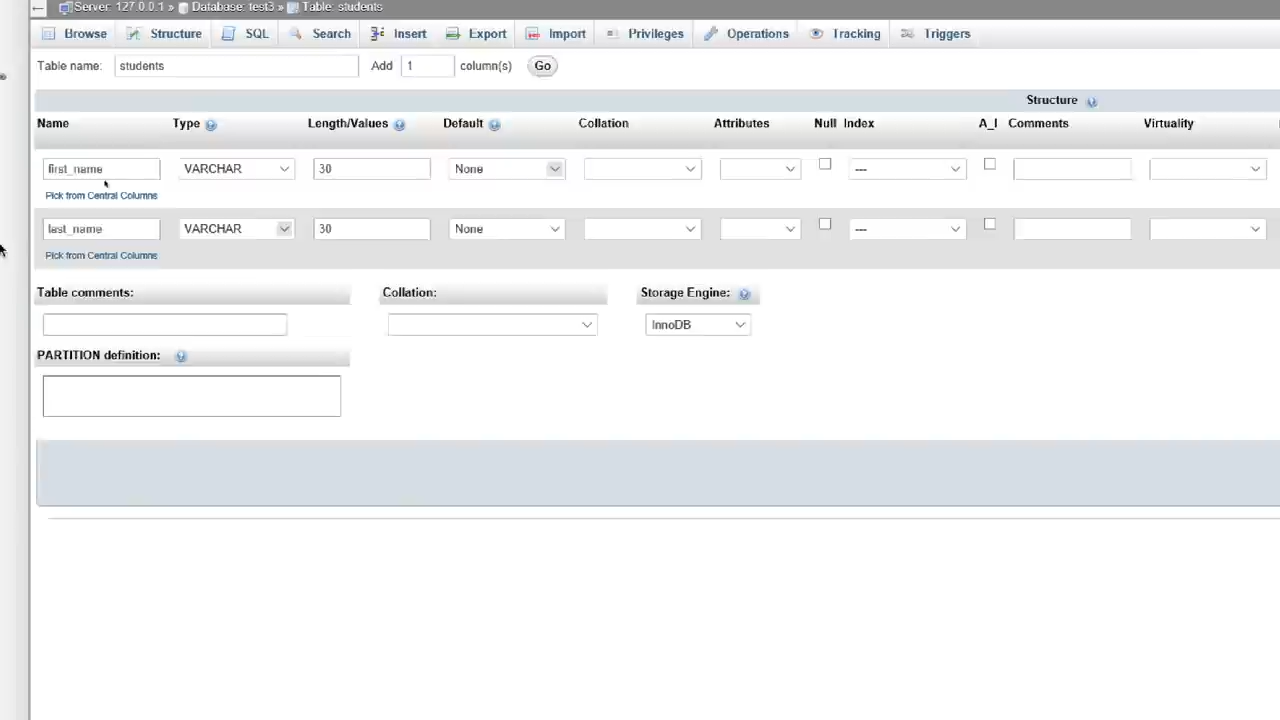 Server: 127.0.0.1 » Database: test3 » Table: students
Browse Structure SQL Search Insert Export Import Privileges Operations Tracking Triggers
Table name: students Add 1 column(s) Go
Structure
Name Type Length/Values Default Collation Attributes Null Index A_I Comments Virtuality
first_name VARCHAR 30 None ---
Pick from Central Columns
last_name VARCHAR 30 None ---
Pick from Central Columns
Table comments: Collation: Storage Engine:
InnoDB
PARTITION definition: